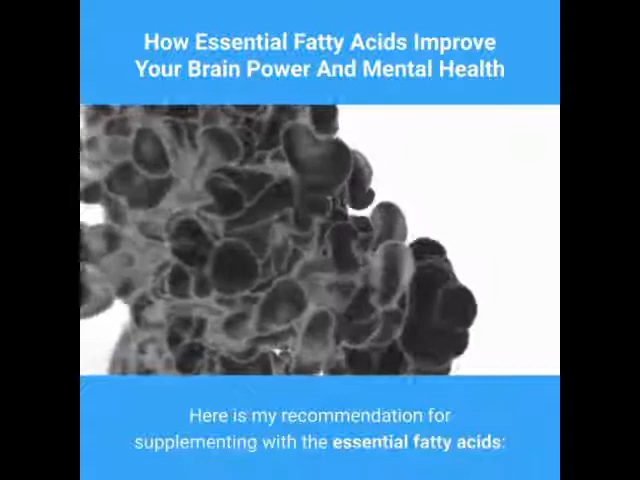 How Essential Fatty Acids Improve
Your Brain Power And Mental Health
Here is my recommendation for
supplementing with the essential fatty acids: